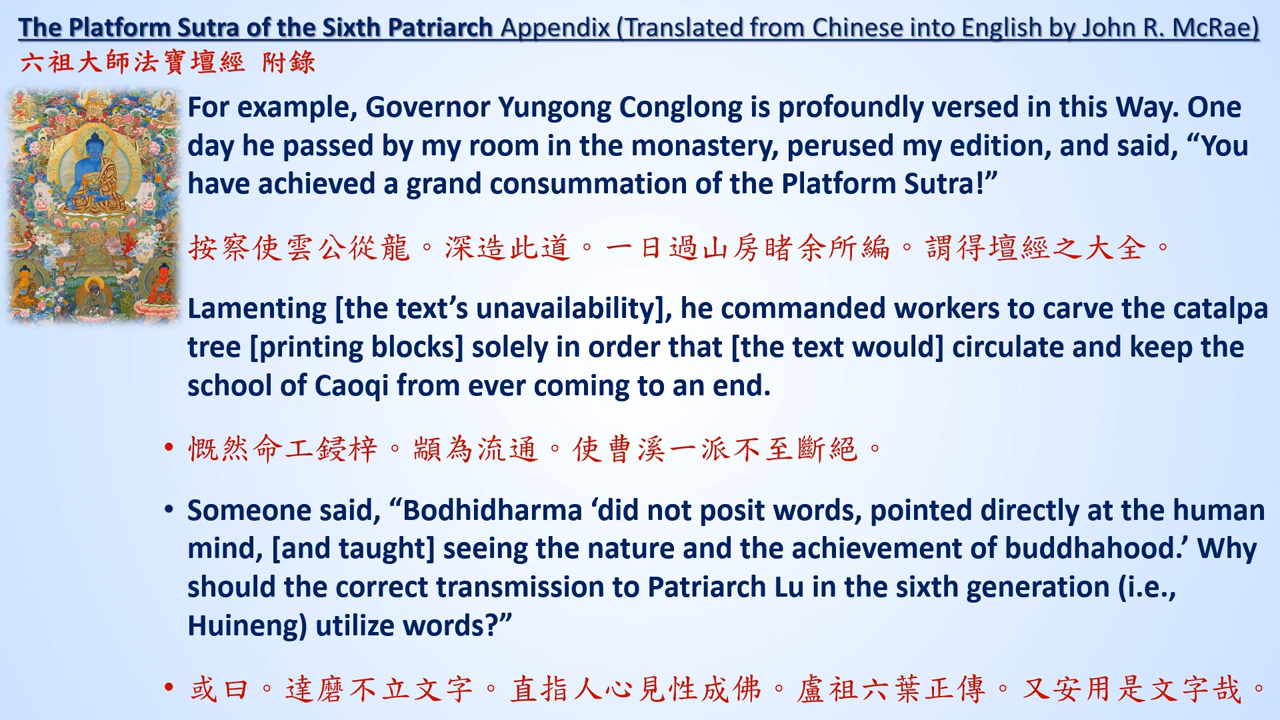 The Platform Sutra of the Sixth Patriarch Appendix (Translated from Chinese into English by John R. McRae)
六祖大師法寶壇經 附錄
For example, Governor Yungong Conglong is profoundly versed in this Way. One
day he passed by my room in the monastery, perused my edition, and said, “You
have achieved a grand consummation of the Platform Sutra!”
按察使雲公從龍。深造此道。一日過山房睹余所編。謂得壇經之大全。
Lamenting [the text’s unavailability], he commanded workers to carve the catalpa
tree [printing blocks] solely in order that [the text would] circulate and keep the
school of Caoqi from ever coming to an end.
• 慨然命工鋟梓。顓為流通。使曹溪一派不至斷絕。
• Someone said, “Bodhidharma ‘did not posit words, pointed directly at the human
mind, [and taught] seeing the nature and the achievement of buddhahood.’ Why
should the correct transmission to Patriarch Lu in the sixth generation (i.e.,
Huineng) utilize words?”
• 或曰。達磨不立文字。直指人心見性成佛。盧祖六葉正傳。又安用是文字哉。